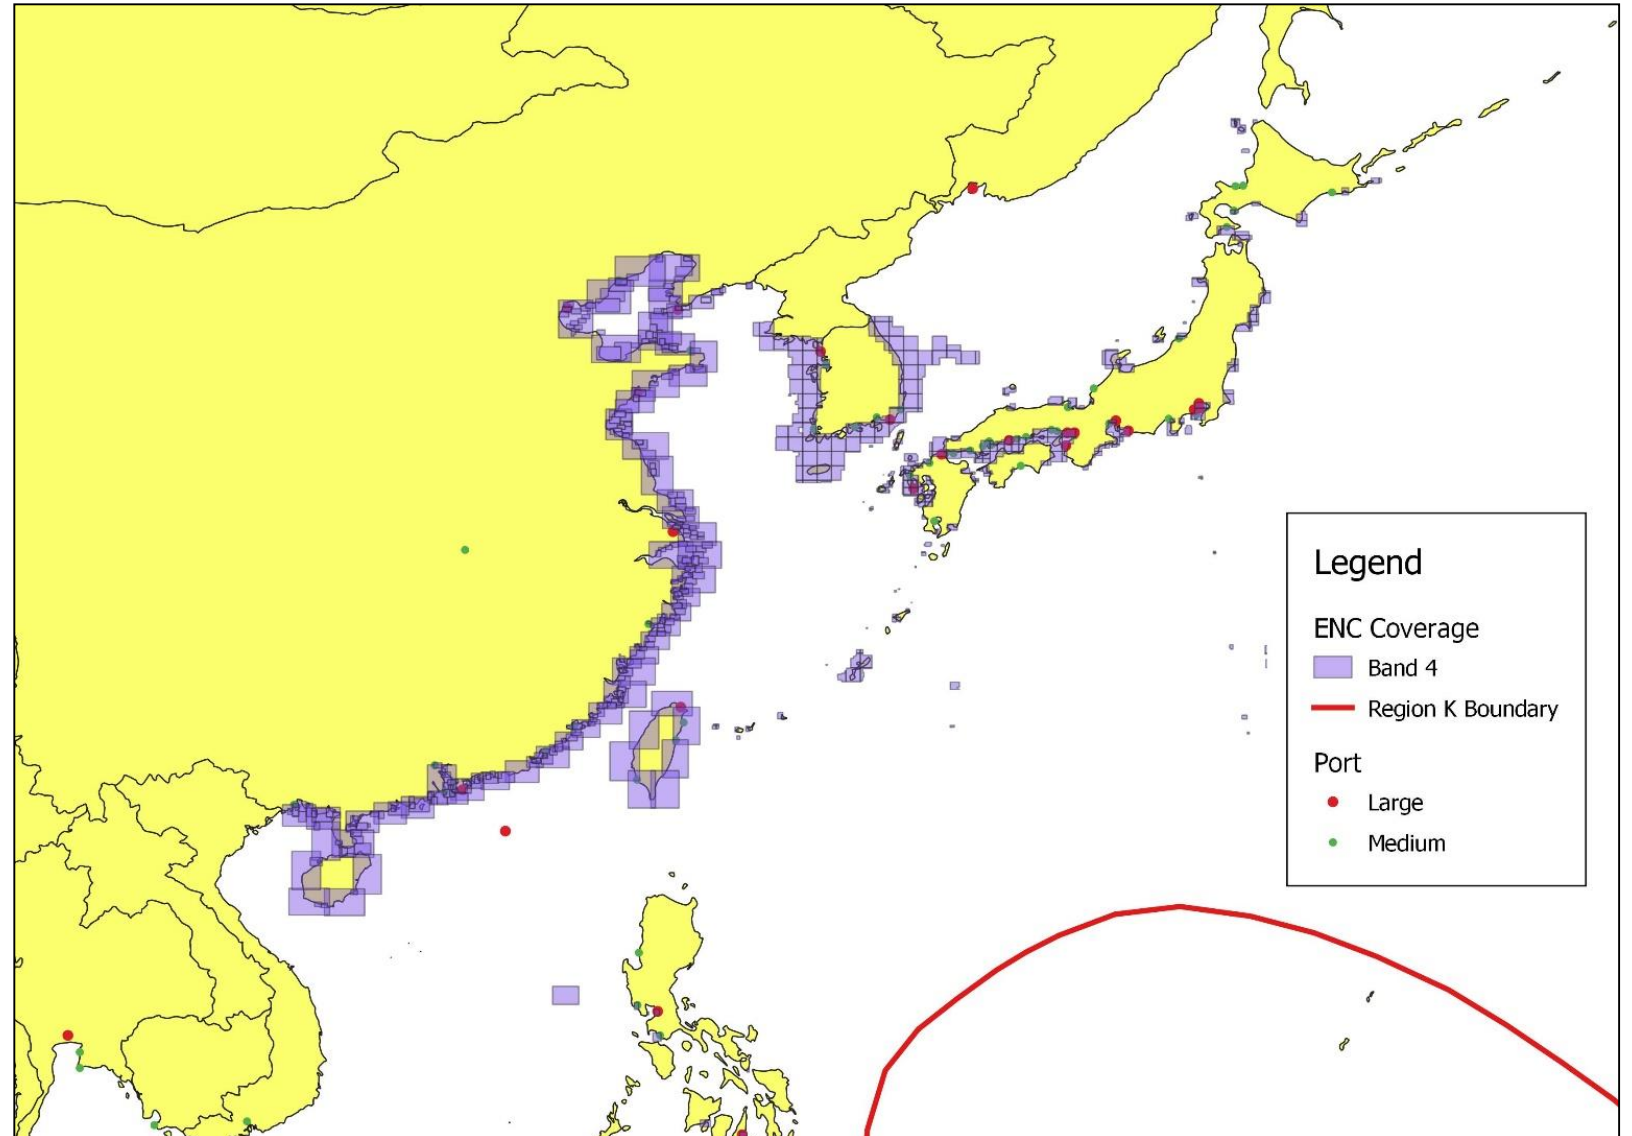 Legend
ENC Coverage
Band 4
Region K Boundary
Port
Large
Medium